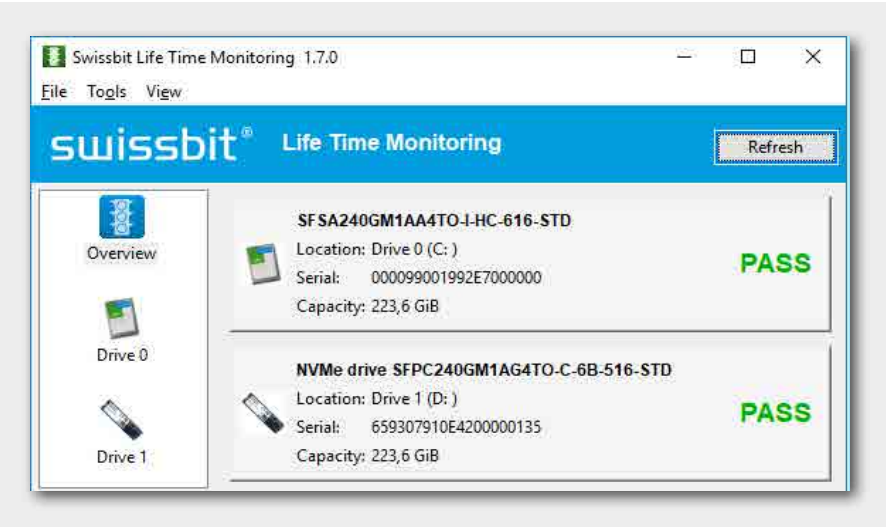 Swissbit Life Time Monitoring 1.7.0
File Tools View
swissbit® Life Time Monitoring Refresh
Overview
Drive 0
Drive 1
SFSA240GM1AA4TO-I-HC-616-STD
Location: Drive 0 (C: )
Serial: 000099001992E7000000
Capacity: 223,6 GiB
PASS
NVMe drive SFPC240GM1AG4TO-C-6B-516-STD
Location: Drive 1 (D: )
Serial: 659307910E4200000135
Capacity: 223,6 GiB
PASS